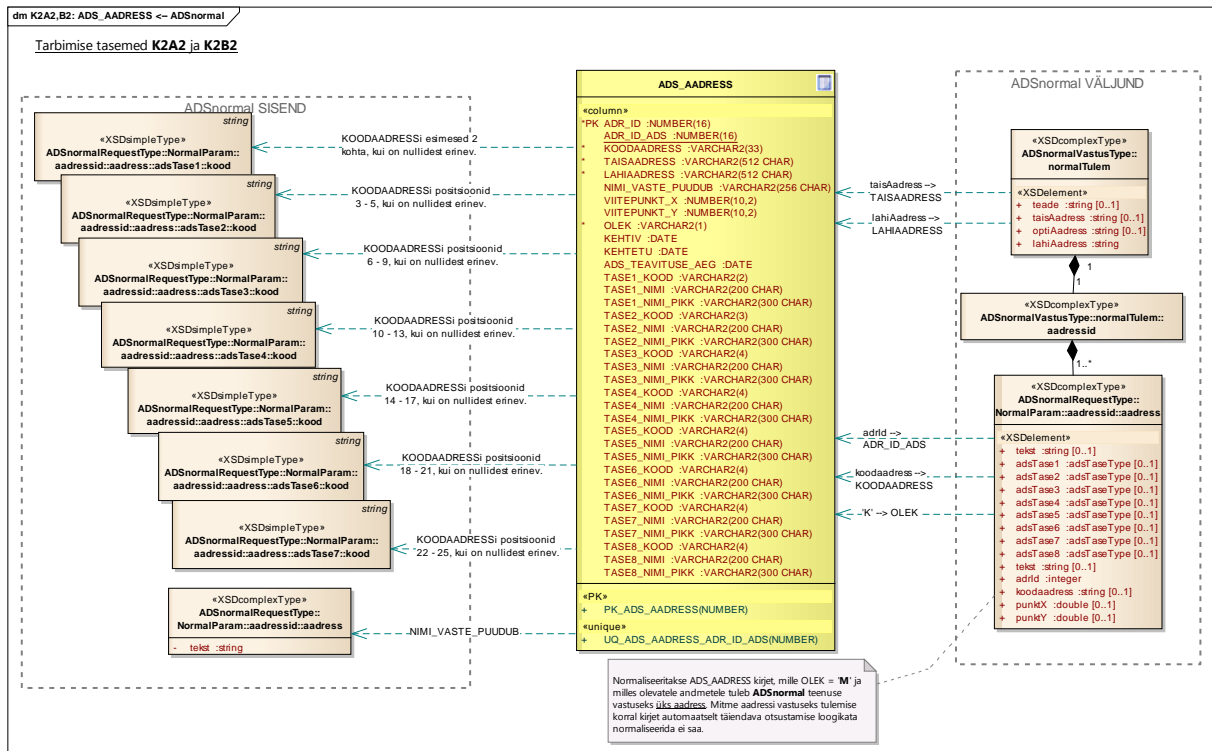 dm K2A2,B2: ADS_AADRESS <- ADSnormal
Tarbimise tasemed K2A2 ja K2B2
ADSnormal SISEND
string
«XSDsimpleType»
ADSnormalRequestType::NormalParam::
aadressid::aadress::adsTase1::kood
string
«XSDsimpleType»
ADSnormalRequestType::NormalParam::
aadressid::aadress::adsTase2::kood
string
«XSDsimpleType»
ADSnormalRequestType::NormalParam::
aadressid::aadress::adsTase3::kood
string
«XSDsimpleType»
ADSnormalRequestType::NormalParam::
aadressid::aadress::adsTase4::kood
string
«XSDsimpleType»
ADSnormalRequestType::NormalParam::
aadressid::aadress::adsTase5::kood
string
«XSDsimpleType»
ADSnormalRequestType::NormalParam::
aadressid::aadress::adsTase6::kood
string
«XSDsimpleType»
ADSnormalRequestType::NormalParam::
aadressid::aadress::adsTase7::kood
«XSDcomplexType»
ADSnormalRequestType::
NormalParam::aadressid::aadress
- tekst :string
KOODAADRESSi esimesed 2
kohta, kui on nullidest erinev.
KOODAADRESSi positsioonid
3 - 5, kui on nullidest erinev.
KOODAADRESSi positsioonid
6 - 9, kui on nullidest erinev.
KOODAADRESSi positsioonid
10 - 13, kui on nullidest erinev.
KOODAADRESSi positsioonid
14 - 17, kui on nullidest erinev.
KOODAADRESSi positsioonid
18 - 21, kui on nullidest erinev.
KOODAADRESSi positsioonid
22 - 25, kui on nullidest erinev.
NIMI_VASTE_PUUDUB
ADS_AADRESS
«column»
*PK ADR_ID :NUMBER(16)
ADR_ID_ADS :NUMBER(16)
* KOODAADRESS :VARCHAR2(33)
* TAISAADRESS :VARCHAR2(512 CHAR)
* LAHIAADRESS :VARCHAR2(512 CHAR)
NIMI_VASTE_PUUDUB :VARCHAR2(256 CHAR)
VIITEPUNKT_X :NUMBER(10,2)
VIITEPUNKT_Y :NUMBER(10,2)
* OLEK :VARCHAR2(1)
KEHTIV :DATE
KEHTETU :DATE
ADS_TEAVITUSE_AEG :DATE
TASE1_KOOD :VARCHAR2(2)
TASE1_NIMI :VARCHAR2(200 CHAR)
TASE1_NIMI_PIKK :VARCHAR2(300 CHAR)
TASE2_KOOD :VARCHAR2(3)
TASE2_NIMI :VARCHAR2(200 CHAR)
TASE2_NIMI_PIKK :VARCHAR2(300 CHAR)
TASE3_KOOD :VARCHAR2(4)
TASE3_NIMI :VARCHAR2(200 CHAR)
TASE3_NIMI_PIKK :VARCHAR2(300 CHAR)
TASE4_KOOD :VARCHAR2(4)
TASE4_NIMI :VARCHAR2(200 CHAR)
TASE4_NIMI_PIKK :VARCHAR2(300 CHAR)
TASE5_KOOD :VARCHAR2(4)
TASE5_NIMI :VARCHAR2(200 CHAR)
TASE5_NIMI_PIKK :VARCHAR2(300 CHAR)
TASE6_KOOD :VARCHAR2(4)
TASE6_NIMI :VARCHAR2(200 CHAR)
TASE6_NIMI_PIKK :VARCHAR2(300 CHAR)
TASE7_KOOD :VARCHAR2(4)
TASE7_NIMI :VARCHAR2(200 CHAR)
TASE7_NIMI_PIKK :VARCHAR2(300 CHAR)
TASE8_KOOD :VARCHAR2(4)
TASE8_NIMI :VARCHAR2(200 CHAR)
TASE8_NIMI_PIKK :VARCHAR2(300 CHAR)
«PK»
+ PK_ADS_AADRESS(NUMBER)
«unique»
+ UQ_ADS_AADRESS_ADR_ID_ADS(NUMBER)
taisAadress -->
TAISAADRESS
lahiAadress-->
LAHIAADRESS
adrId -->
ADR_ID_ADS
koodaadress -->
KOODAADRESS
'K' --> OLEK
ADSnormal VÄLJUND
«XSDcomplexType»
ADSnormalVastusType::
normalTulem
«XSDelement»
+ teade :string [0..1]
+ taisAadress :string [0..1]
+ optiAadress :string [0..1]
+ lahiAadress :string
1
1
«XSDcomplexType»
ADSnormalVastusType::normalTulem::
aadressid
1
1..*
«XSDcomplexType»
ADSnormalRequestType::
NormalParam::aadressid::aadress
«XSDelement»
+ tekst :string [0..1]
+ adsTase1 :adsTaseType [0..1]
+ adsTase2 :adsTaseType [0..1]
+ adsTase3 :adsTaseType [0..1]
+ adsTase4 :adsTaseType [0..1]
+ adsTase5 :adsTaseType [0..1]
+ adsTase6 :adsTaseType [0..1]
+ adsTase7 :adsTaseType [0..1]
+ adsTase8 :adsTaseType [0..1]
+ tekst :string [0..1]
+ adrId :integer
+ koodaadress :string [0..1]
+ punktX :double [0..1]
+ punktY :double [0..1]
Normaliseeritakse ADS_AADRESS kirjet, mille OLEK = 'M' ja
milles olevatele andmetele tuleb ADSnormal teenuse
vastuseks üks aadress. Mitme aadressi vastuseks tulemise
korral kirjet automaatselt täiendava otsustamise loogikata
normaliseerida ei saa.